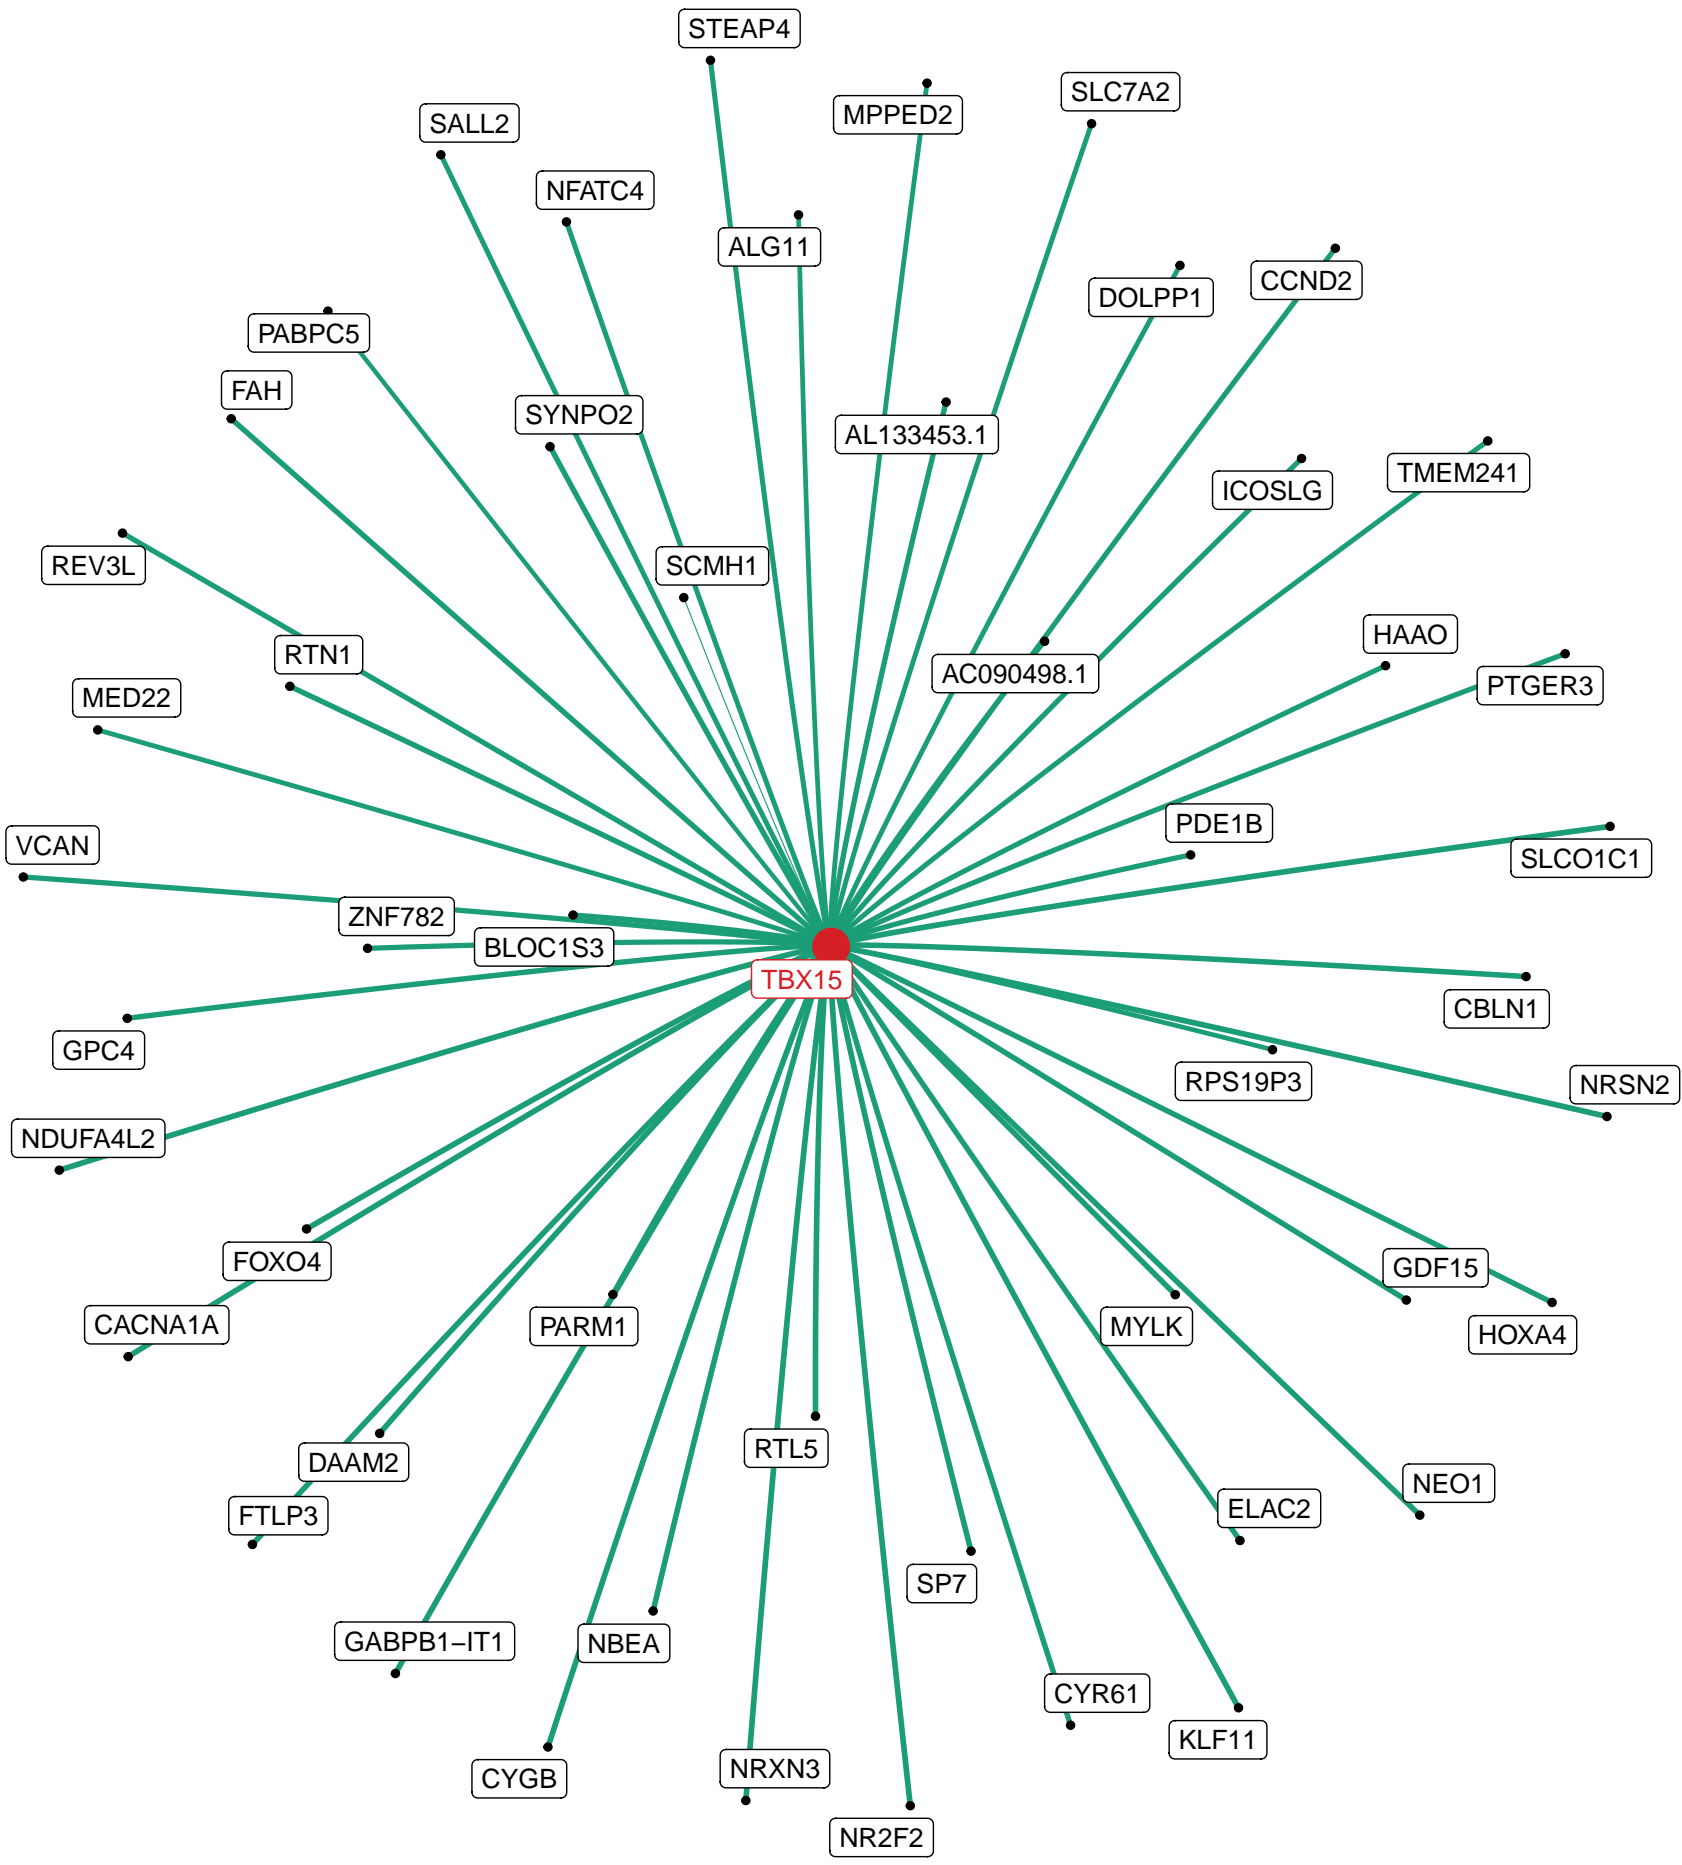 STEAP4
SLC7A2
MPPED2
SALL2
NFATC4
ALG11
CCND2
DOLPP1
PABPC5
FAH
SYNPO2
AL133453.1
TMEM241
ICOSLG
REV3L
SCMH1
HAAO
RTN1
AC090498.1
PTGER3
MED22
PDE1B
VCAN
SLCO1C1
ZNF782
BLOC1S3
TBX15
CBLN1
GPC4
RPS19P3
NRSN2
NDUFA4L2
FOXO4
GDF15
CACNA1A
PARM1
MYLK
HOXA4
RTL5
DAAM2
NEO1
ELAC2
FTLP3
SP7
GABPB1–IT1
NBEA
CYR61
KLF11
NRXN3
CYGB
NR2F2